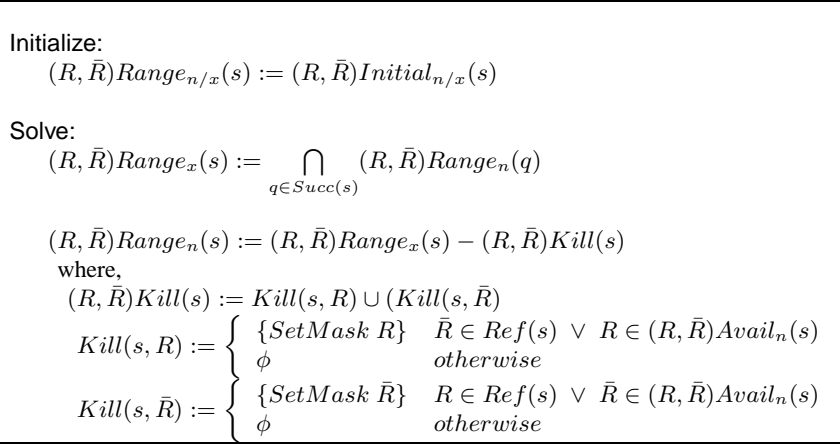 Initialize:
(R, R̄)Range_{n/x}(s) := (R, R̄)Initial_{n/x}(s)
Solve:
(R, R̄)Range_x(s) := ⋂_{q∈Succ(s)} (R, R̄)Range_n(q)
(R, R̄)Range_n(s) := (R, R̄)Range_x(s) − (R, R̄)Kill(s)
where,
(R, R̄)Kill(s) := Kill(s, R) ∪ (Kill(s, R̄)
Kill(s, R) := { {SetMask R} R̄ ∈ Ref(s) ∨ R ∈ (R, R̄)Avail_n(s)
ϕ otherwise
Kill(s, R̄) := { {SetMask R̄} R ∈ Ref(s) ∨ R̄ ∈ (R, R̄)Avail_n(s)
ϕ otherwise